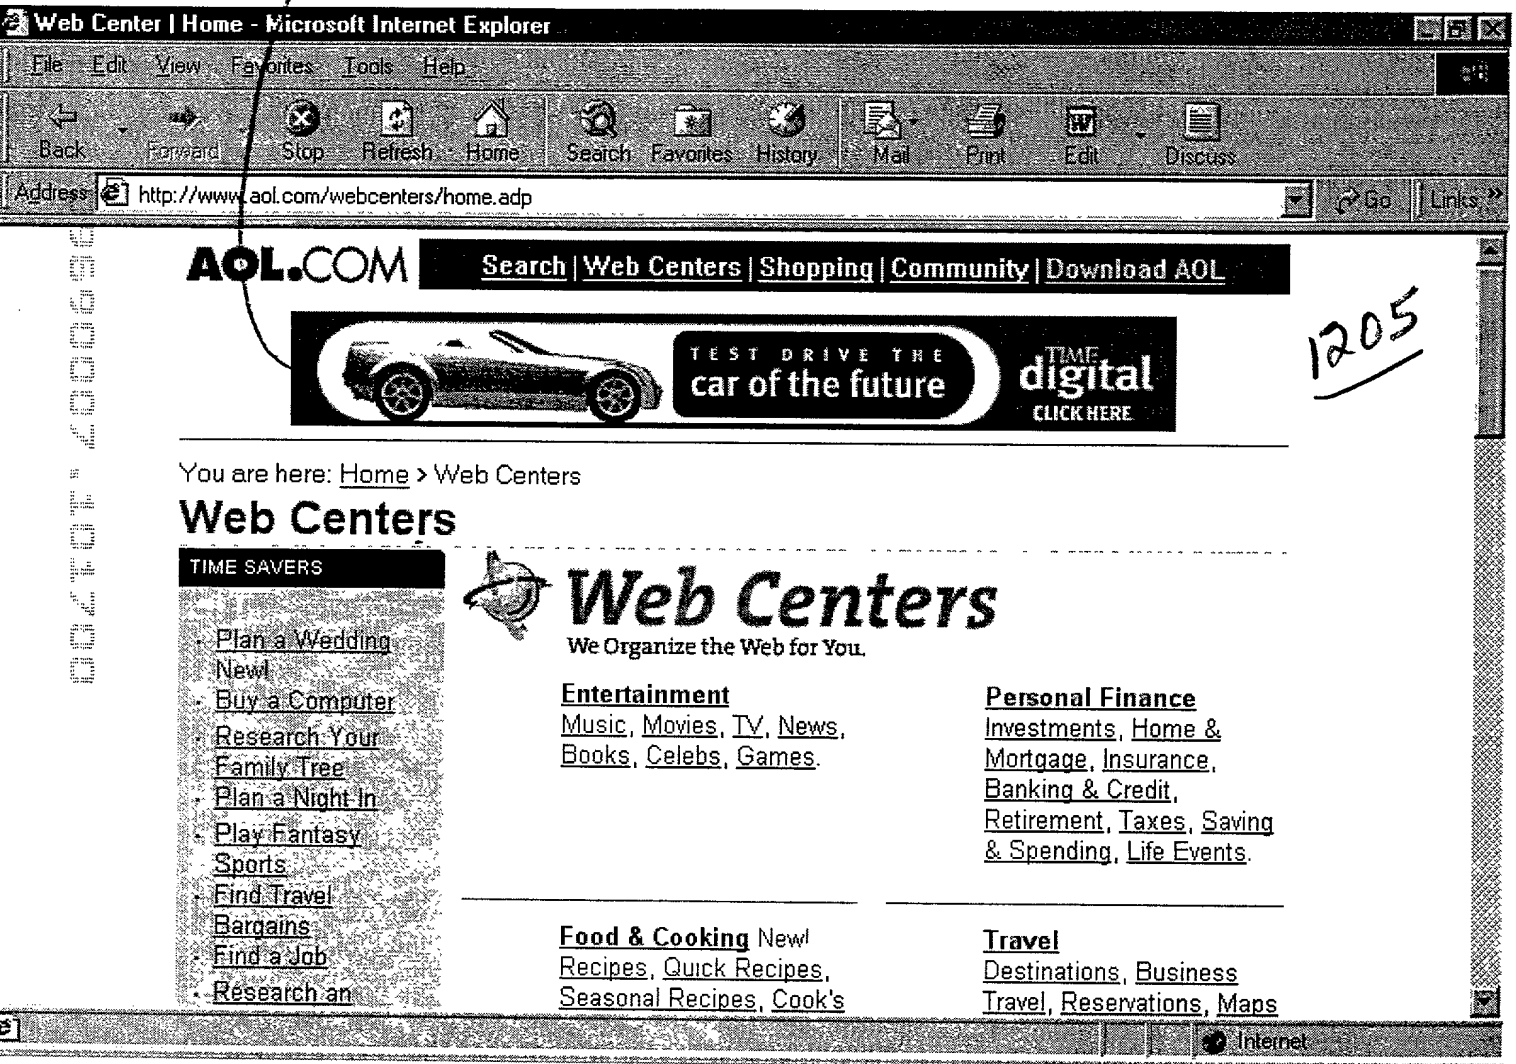 Web Center | Home - Microsoft Internet Explorer
File Edit View Favorites Tools Help
Back Forward Stop Refresh Home Search Favorites History Mail Print Edit Discuss
Address http://www.aol.com/webcenters/home.adp Go Links »
AOL.COM Search | Web Centers | Shopping | Community | Download AOL
TEST DRIVE THE
car of the future
TIME
digital
CLICK HERE
1205
You are here: Home > Web Centers
Web Centers
TIME SAVERS
Plan a Wedding
New!
Buy a Computer
Research Your
Family Tree
Plan a Night In
Play Fantasy
Sports
Find Travel
Bargains
Find a Job
Research an
Web Centers
We Organize the Web for You.
Entertainment
Music, Movies, TV, News,
Books, Celebs, Games.
Personal Finance
Investments, Home &
Mortgage, Insurance,
Banking & Credit,
Retirement, Taxes, Saving
& Spending, Life Events.
Food & Cooking New!
Recipes, Quick Recipes,
Seasonal Recipes, Cook's
Travel
Destinations, Business
Travel, Reservations, Maps
Internet